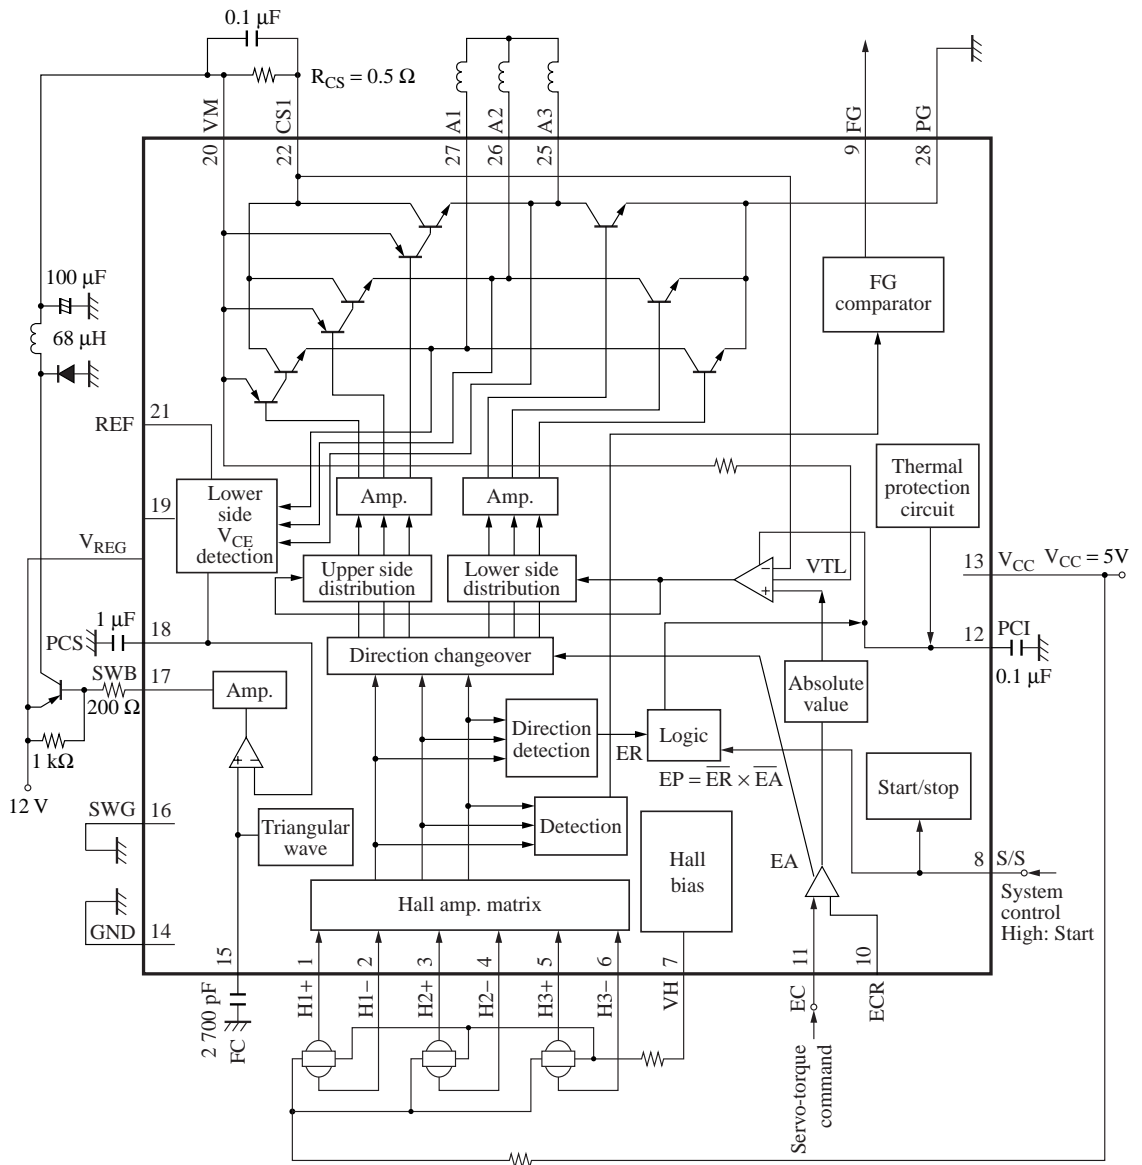 0.1 μF
R_CS = 0.5 Ω
20 VM
22 CS1
27 A1
26 A2
25 A3
9 FG
28 PG
100 μF
68 μH
FG
comparator
REF
21
19
Lower
side
V_CE
detection
Amp.
Amp.
Thermal
protection
circuit
V_REG
Upper side
distribution
Lower side
distribution
−
+
VTL
13
V_CC
V_CC = 5V
1 μF
PCS
18
Direction changeover
12
PCI
0.1 μF
SWB
17
200 Ω
Amp.
Absolute
value
1 kΩ
+ −
Direction
detection
ER
Logic
EP = \overline{ER} × \overline{EA}
12 V
SWG
16
Triangular
wave
Detection
Hall
bias
Start/stop
EA
8
S/S
System
control
High: Start
Hall amp. matrix
GND
14
15
1
2
3
4
5
6
7
11
10
2 700 pF
FC
H1+
H1−
H2+
H2−
H3+
H3−
VH
EC
ECR
Servo-torque
command